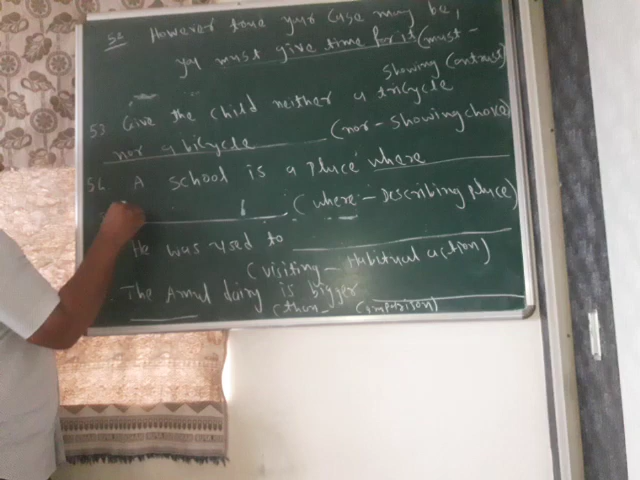 52 However true your case may be,
you must give time for it (must -
showing contrast)
53 Give the child neither a tricycle
nor a bicycle (nor - showing choice)
54 A school is a place where
(where - Describing place)
He was used to
(visiting - Habitual action)
The Amul dairy is bigger
(than - Comparison)